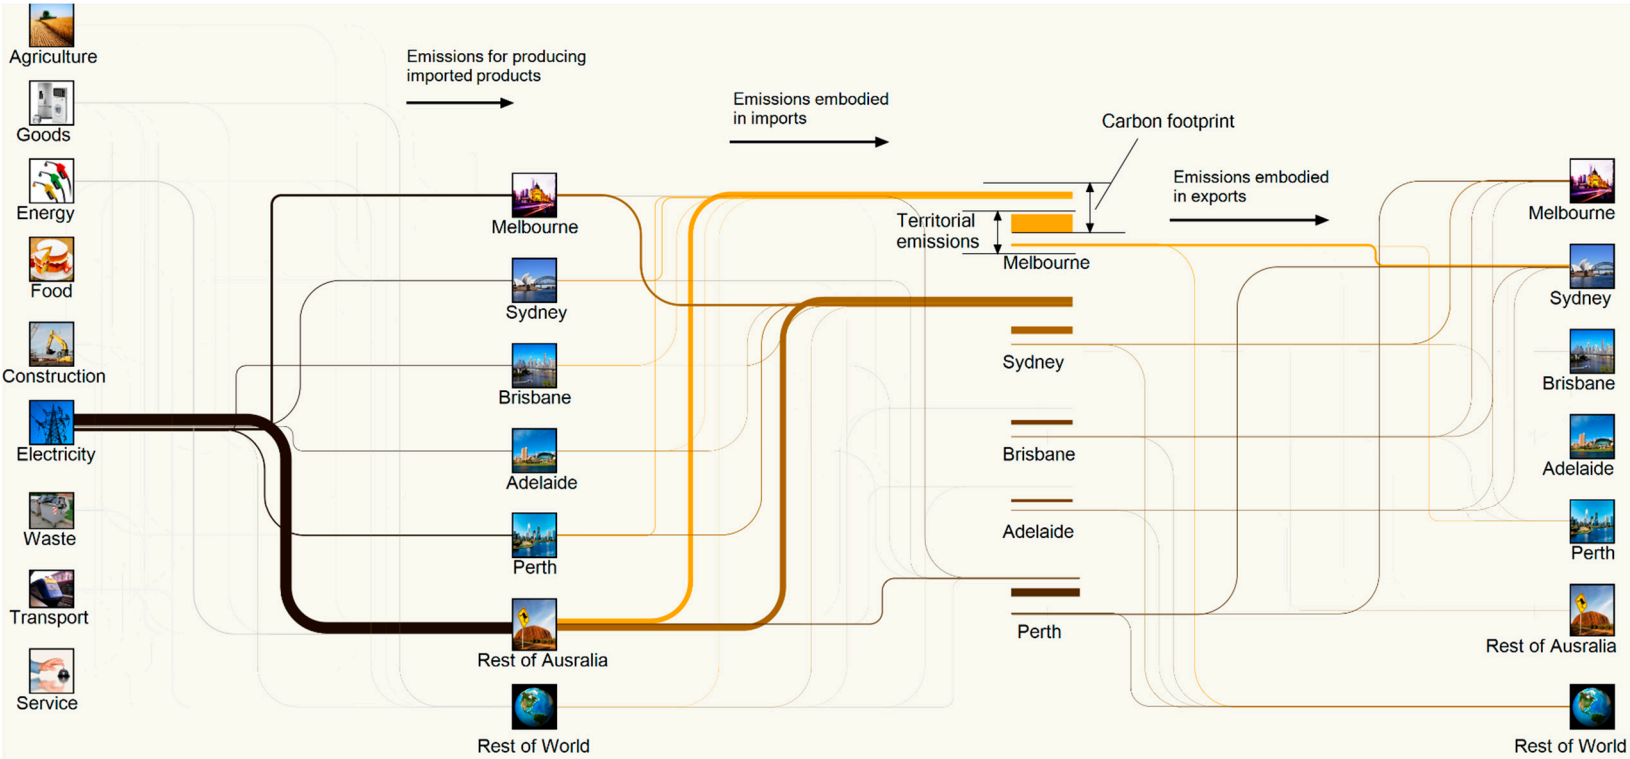 Agriculture
Goods
Energy
Food
Construction
Electricity
Waste
Transport
Service
Emissions for producing
imported products
Melbourne
Sydney
Brisbane
Adelaide
Perth
Rest of Ausralia
Rest of World
Emissions embodied
in imports
Carbon footprint
Territorial
emissions
Melbourne
Sydney
Brisbane
Adelaide
Perth
Emissions embodied
in exports
Melbourne
Sydney
Brisbane
Adelaide
Perth
Rest of Ausralia
Rest of World